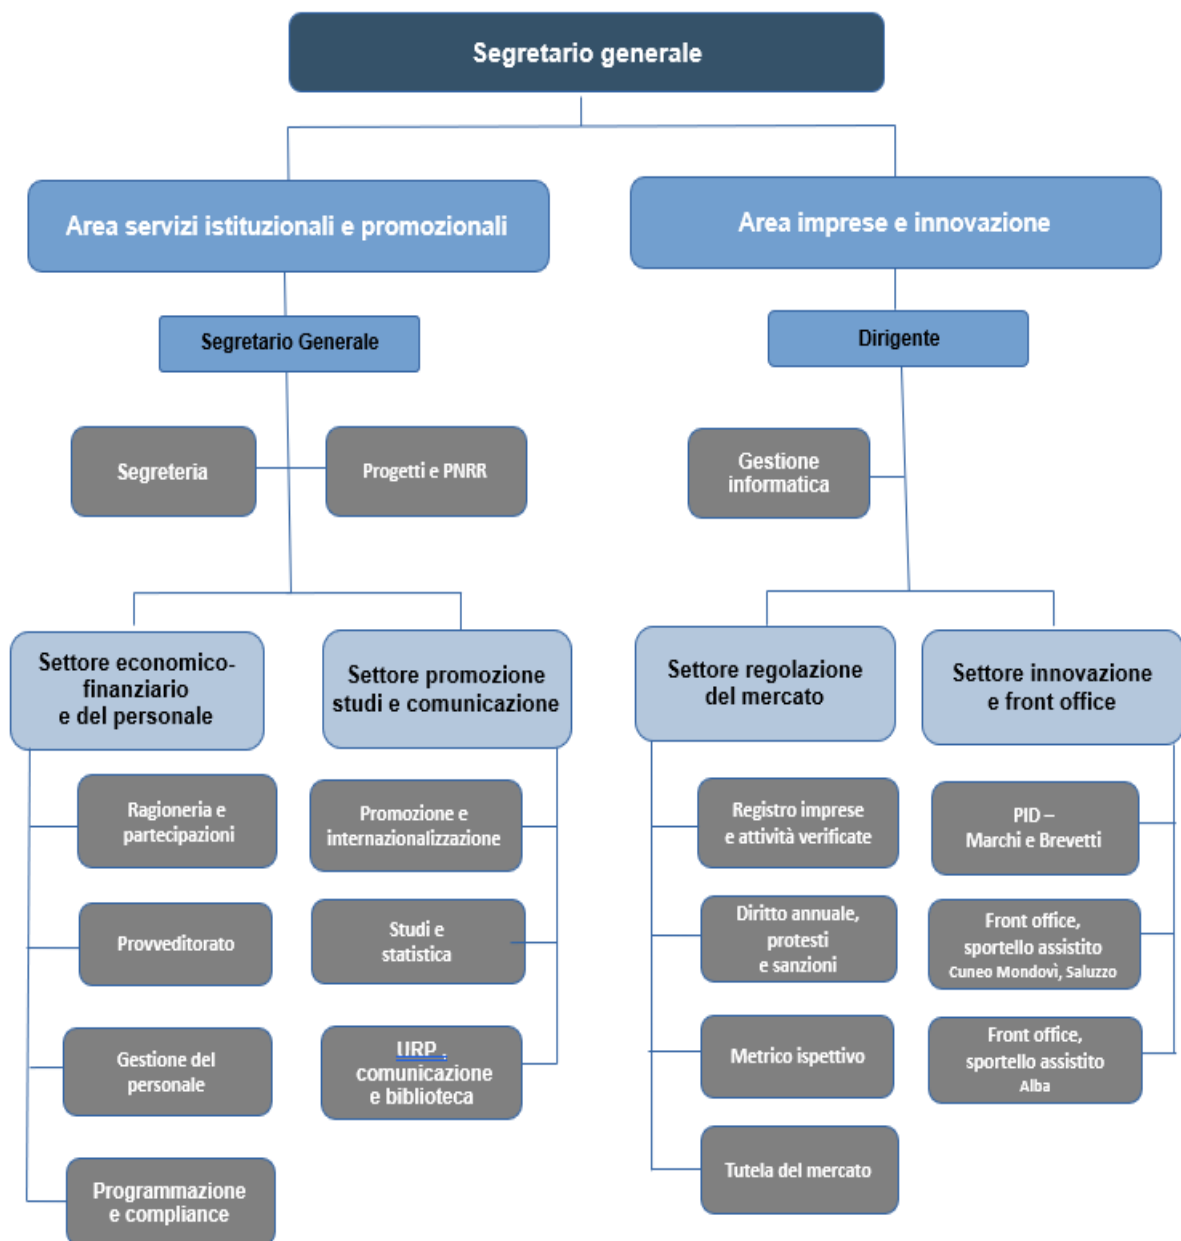 Segretario generale
Area servizi istituzionali e promozionali
Area imprese e innovazione
Segretario Generale
Dirigente
Segreteria
Progetti e PNRR
Gestione
informatica
Settore economico-
finanziario
e del personale
Settore promozione
studi e comunicazione
Settore regolazione
del mercato
Settore innovazione
e front office
Ragioneria e
partecipazioni
Promozione e
internazionalizzazione
Registro imprese
e attività verificate
PID –
Marchi e Brevetti
Provveditorato
Studi e
statistica
Diritto annuale,
protesti
e sanzioni
Front office,
sportello assistito
Cuneo Mondovì, Saluzzo
Gestione del
personale
URP ,
comunicazione
e biblioteca
Metrico ispettivo
Front office,
sportello assistito
Alba
Programmazione
e compliance
Tutela del mercato